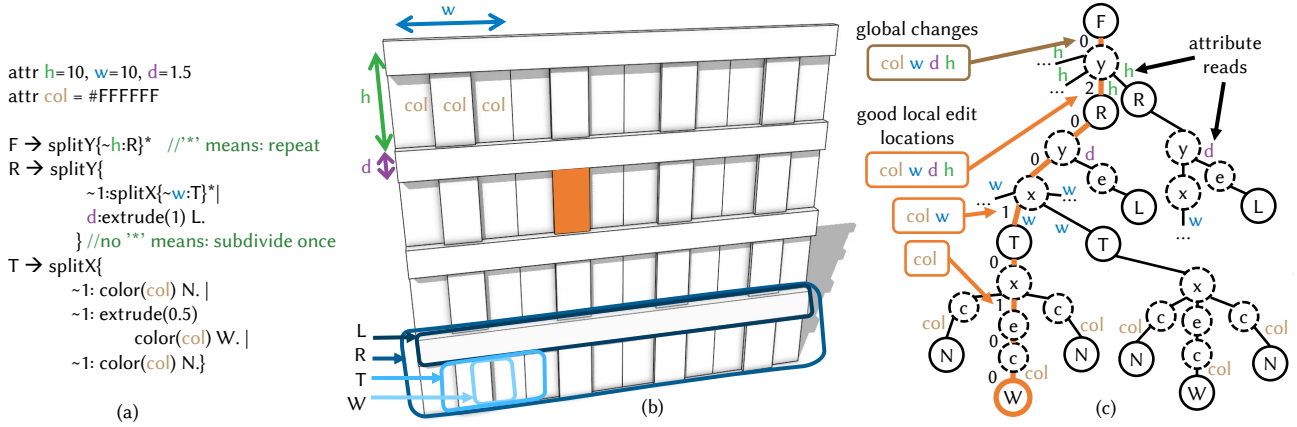 attr h=10, w=10, d=1.5
attr col = #FFFFFF
F → splitY{~h:R}* //'*' means: repeat
R → splitY{
~1:splitX{~w:T}*|
d:extrude(1) L.
} //no '*' means: subdivide once
T → splitX{
~1: color(col) N. |
~1: extrude(0.5)
color(col) W. |
~1: color(col) N.}
(a)
w
h
col col col
d
L
R
T
W
(b)
global changes
col w d h
good local edit
locations
col w d h
col w
col
attribute
reads
F
0
h
y
...
h
h
...
2
h
R
R
0
y
d
y
d
0
e
e
w
x
w
x
L
L
...
...
1
w
w
w
...
T
T
0
x
x
c
1
e
c
c
e
c
col
0
col
col
col
N
c
N
N
c
N
0
col
col
W
W
(c)